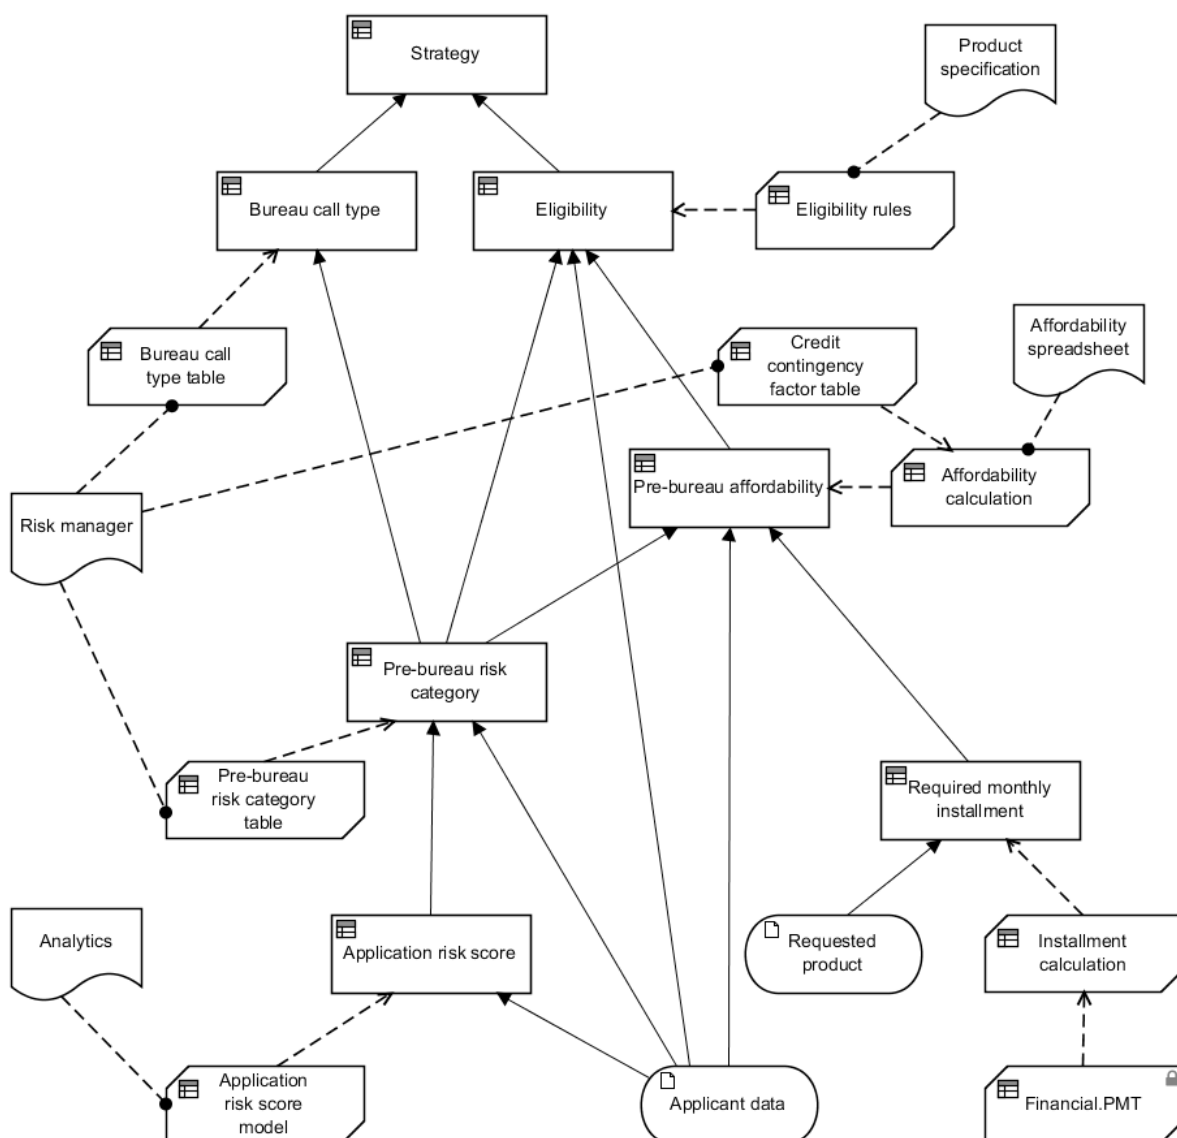 Strategy
Product
specification
Bureau call type
Eligibility
Eligibility rules
Bureau call
type table
Credit
contingency
factor table
Affordability
spreadsheet
Risk manager
Pre-bureau affordability
Affordability
calculation
Pre-bureau risk
category
Pre-bureau
risk category
table
Required monthly
installment
Analytics
Application risk score
Requested
product
Installment
calculation
Application
risk score
model
Applicant data
Financial.PMT